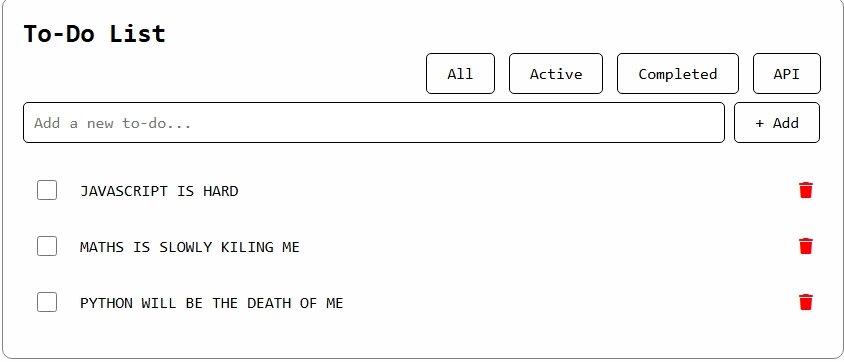 To-Do List
All Active Completed API
Add a new to-do... + Add
JAVASCRIPT IS HARD
MATHS IS SLOWLY KILING ME
PYTHON WILL BE THE DEATH OF ME